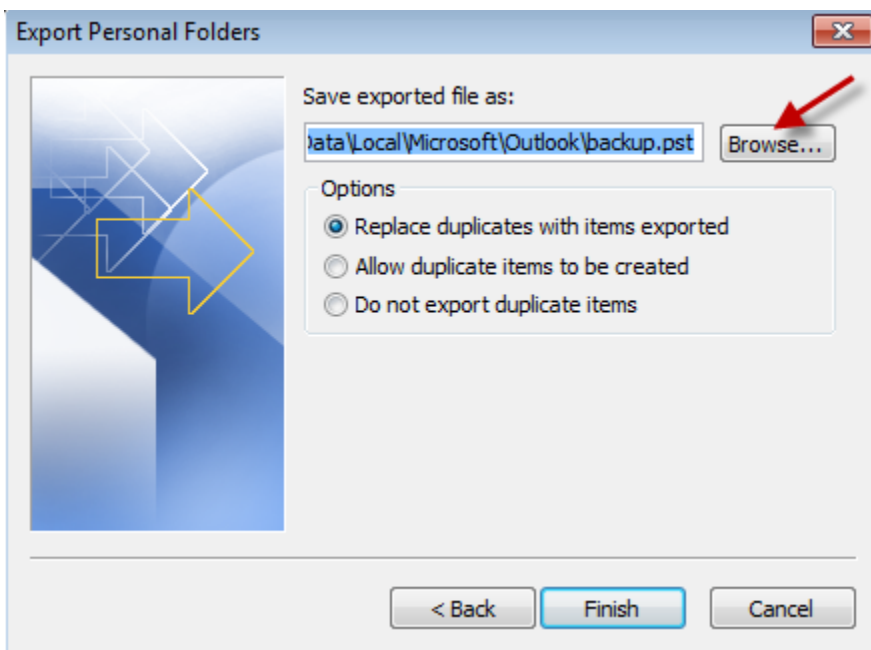 Export Personal Folders
Save exported file as:
Data\Local\Microsoft\Outlook\backup.pst
Browse...
Options
Replace duplicates with items exported
Allow duplicate items to be created
Do not export duplicate items
< Back
Finish
Cancel